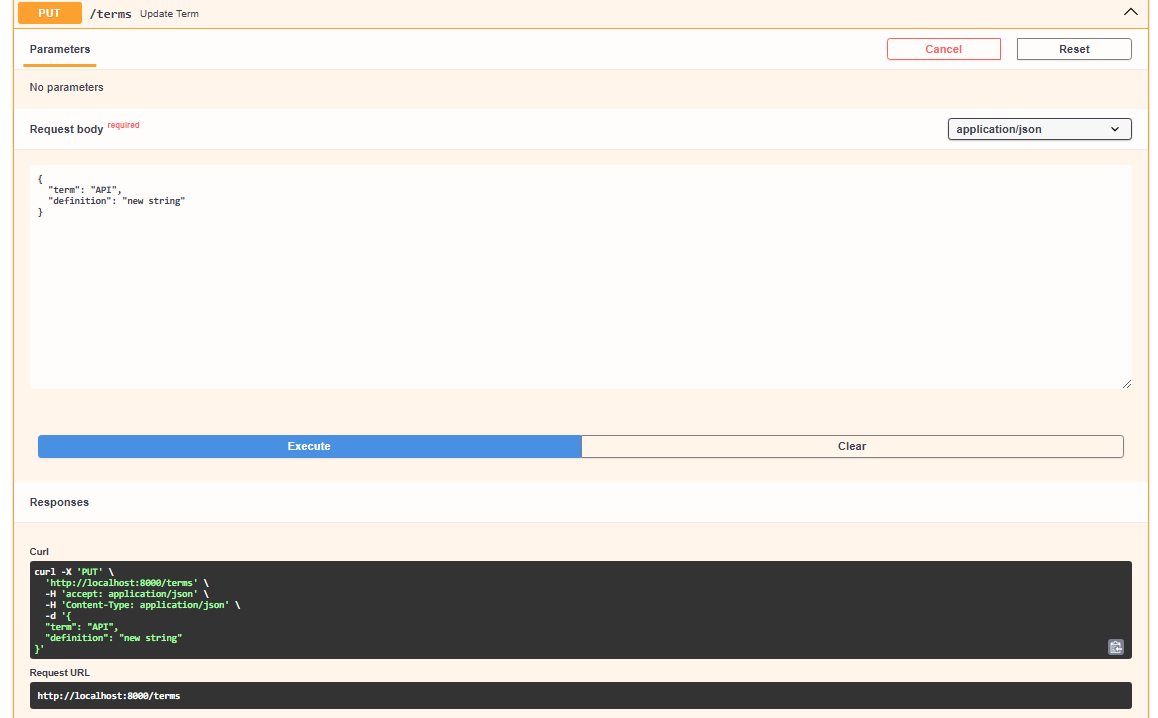 PUT /terms Update Term
Parameters
Cancel
Reset
No parameters
Request body required
application/json
{
  "term": "API",
  "definition": "new string"
}
Execute
Clear
Responses
Curl
curl -X 'PUT' \
  'http://localhost:8000/terms' \
  -H 'accept: application/json' \
  -H 'Content-Type: application/json' \
  -d '{
  "term": "API",
  "definition": "new string"
}'
Request URL
http://localhost:8000/terms